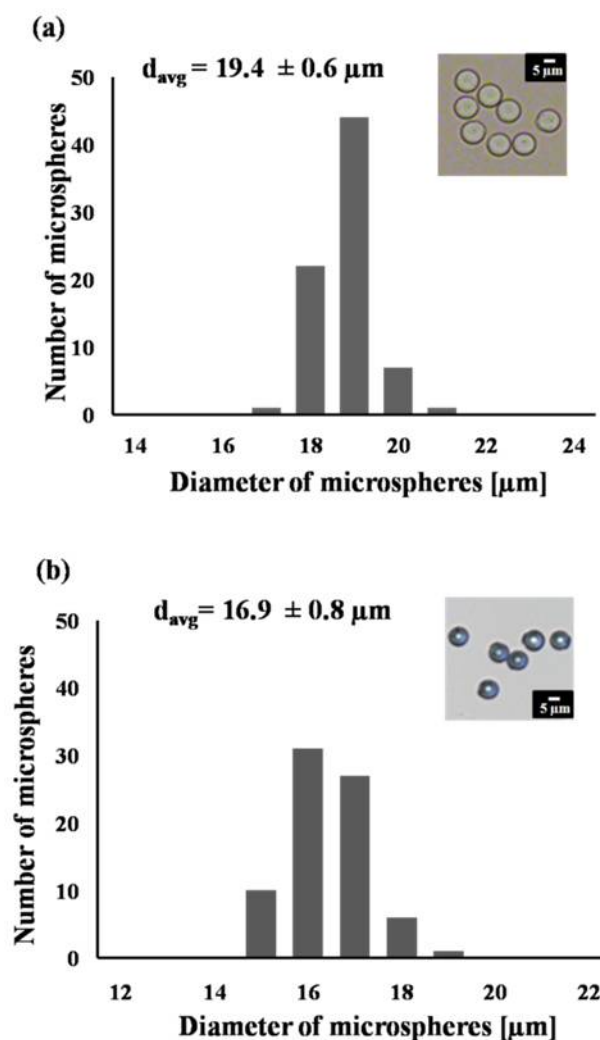 (a)
d_avg = 19.4 ± 0.6 μm
5 μm
50
40
30
20
10
0
Number of microspheres
14 16 18 20 22 24
Diameter of microspheres [μm]
(b)
d_avg= 16.9 ± 0.8 μm
5 μm
50
40
30
20
10
0
Number of microspheres
12 14 16 18 20 22
Diameter of microspheres [μm]